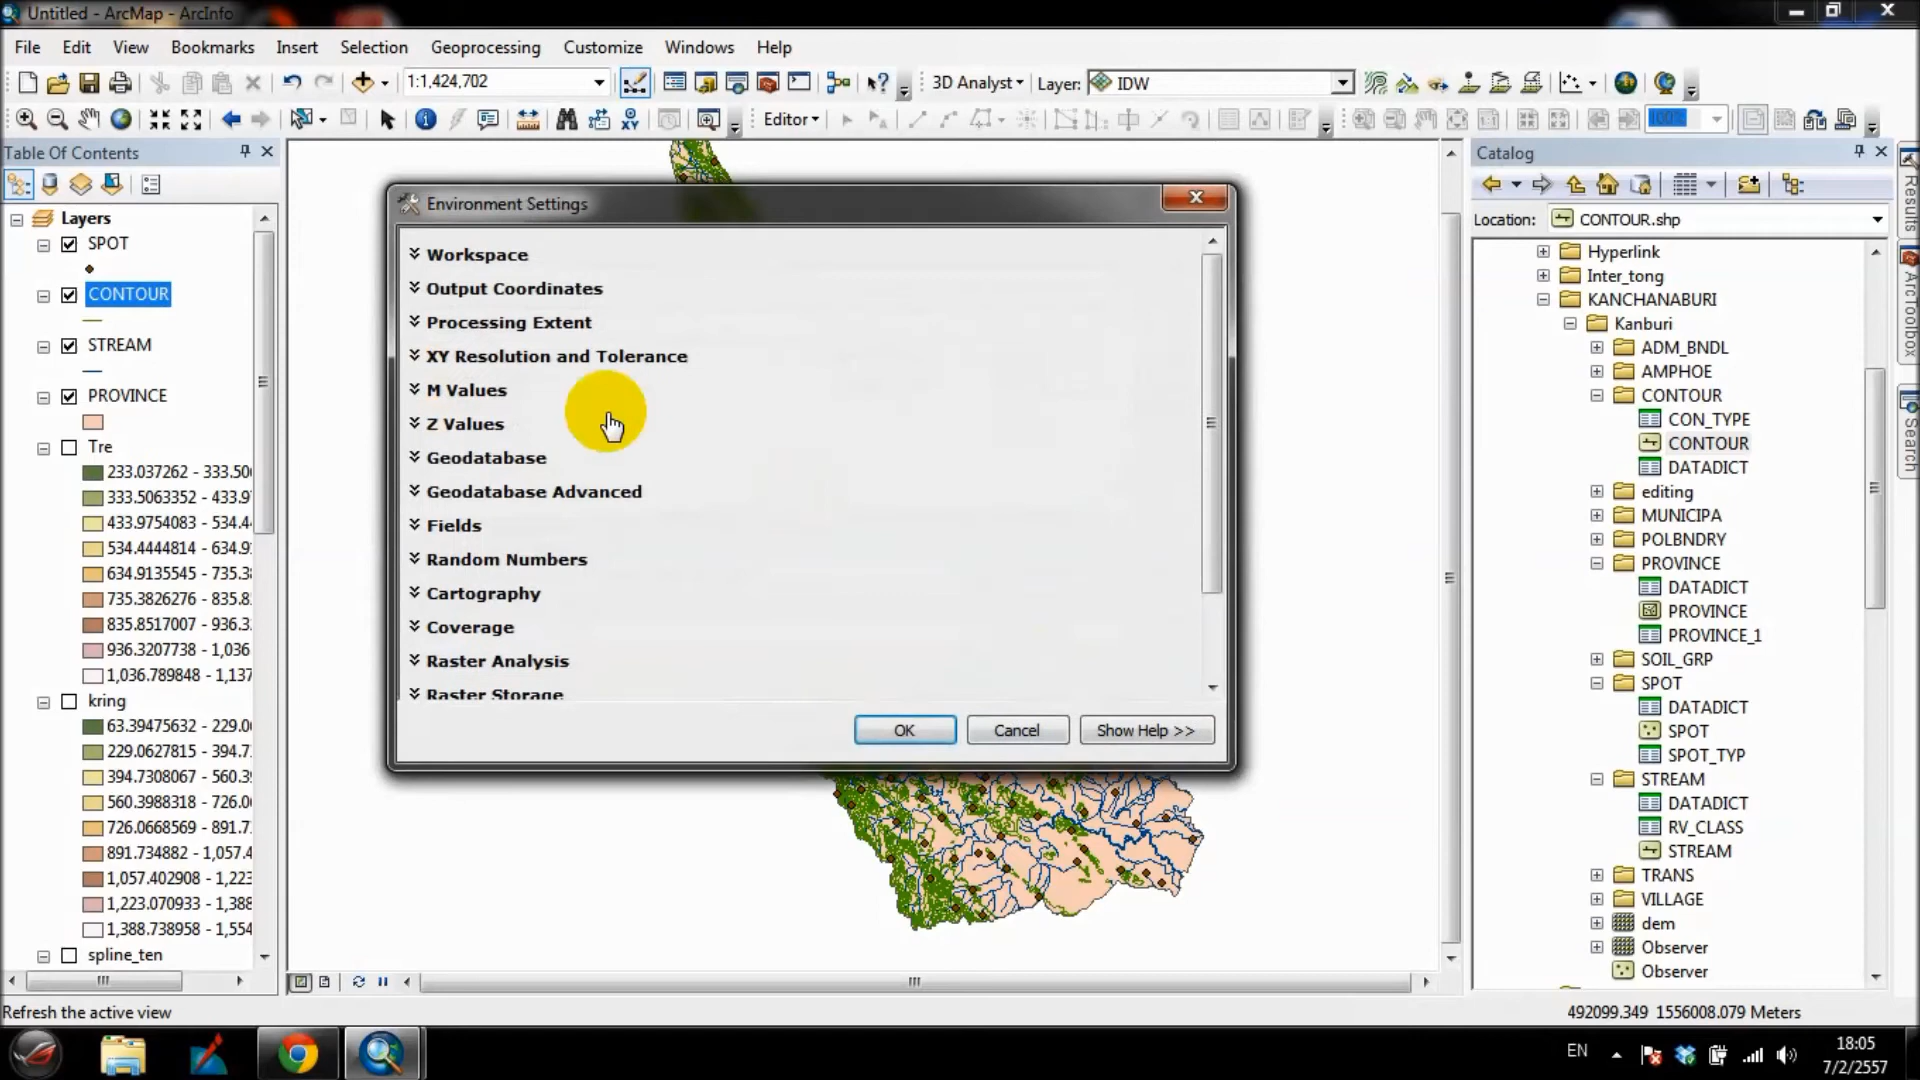 Untitled - ArcMap - ArcInfo
File Edit View Bookmarks Insert Selection Geoprocessing Customize Windows Help
1:1,424,702 3D Analyst Layer: IDW
Editor 100%
Table Of Contents
Layers
SPOT
CONTOUR
STREAM
PROVINCE
Tre
233.037262 - 333.50
333.5063352 - 433.9
433.9754083 - 534.4
534.4444814 - 634.9
634.9135545 - 735.3
735.3826276 - 835.8
835.8517007 - 936.3
936.3207738 - 1,036
1,036.789848 - 1,137
kring
63.39475632 - 229.0
229.0627815 - 394.7
394.7308067 - 560.3
560.3988318 - 726.0
726.0668569 - 891.7
891.734882 - 1,057.4
1,057.402908 - 1,223
1,223.070933 - 1,388
1,388.738958 - 1,554
spline_ten
Environment Settings
Workspace
Output Coordinates
Processing Extent
XY Resolution and Tolerance
M Values
Z Values
Geodatabase
Geodatabase Advanced
Fields
Random Numbers
Cartography
Coverage
Raster Analysis
Raster Storage
OK Cancel Show Help >>
Catalog
Location: CONTOUR.shp
Hyperlink
Inter_tong
KANCHANABURI
Kanburi
ADM_BNDL
AMPHOE
CONTOUR
CON_TYPE
CONTOUR
DATADICT
editing
MUNICIPA
POLBNDRY
PROVINCE
DATADICT
PROVINCE
PROVINCE_1
SOIL_GRP
SPOT
DATADICT
SPOT
SPOT_TYP
STREAM
DATADICT
RV_CLASS
STREAM
TRANS
VILLAGE
dem
Observer
Observer
Results
ArcToolbox
Search
Refresh the active view
492099.349 1556008.079 Meters
EN
18:05
7/2/2557